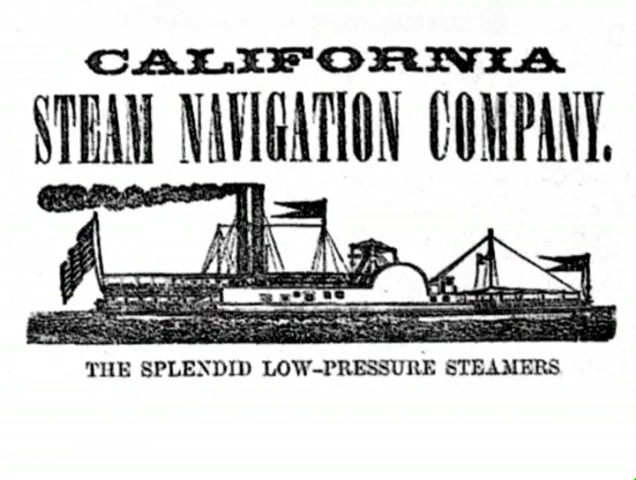 CALIFORNIA
STEAM NAVIGATION COMPANY.
THE SPLENDID LOW-PRESSURE STEAMERS